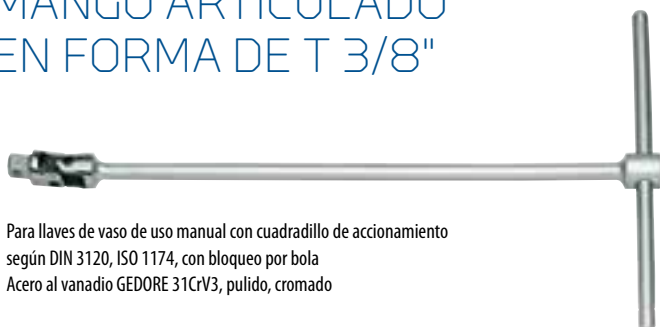 MANGO ARTICULADO
EN FORMA DE T 3/8"
Para llaves de vaso de uso manual con cuadradillo de accionamiento
según DIN 3120, ISO 1174, con bloqueo por bola
Acero al vanadio GEDORE 31CrV3, pulido, cromado